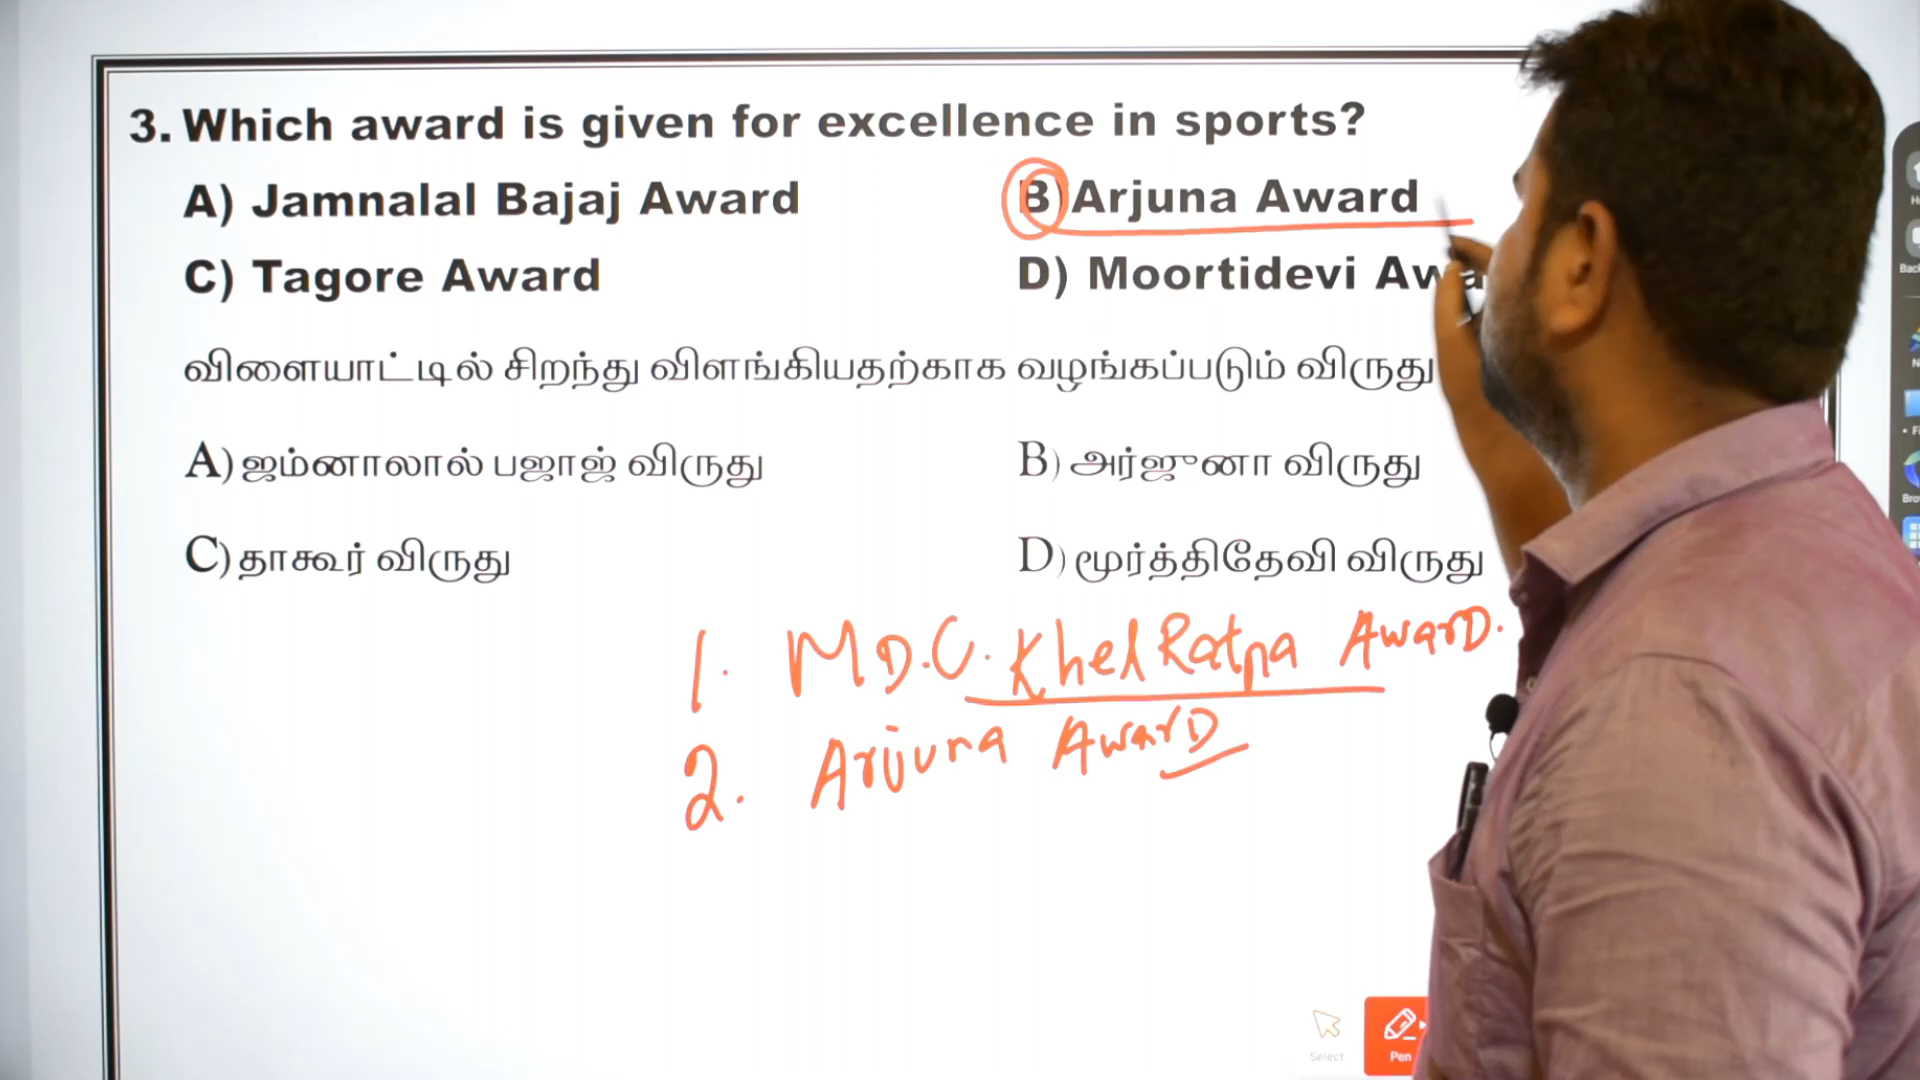 3. Which award is given for excellence in sports?
A) Jamnalal Bajaj Award
B) Arjuna Award
C) Tagore Award
D) Moortidevi Awa
விளையாட்டில் சிறந்து விளங்கியதற்காக வழங்கப்படும் விருது
A) ஜம்னாலால் பஜாஜ் விருது
B) அர்ஜுனா விருது
C) தாகூர் விருது
D) மூர்த்திதேவி விருது
1. M.D.C. Khel Ratna Award.
2. Arjuna Award
Select
Pen